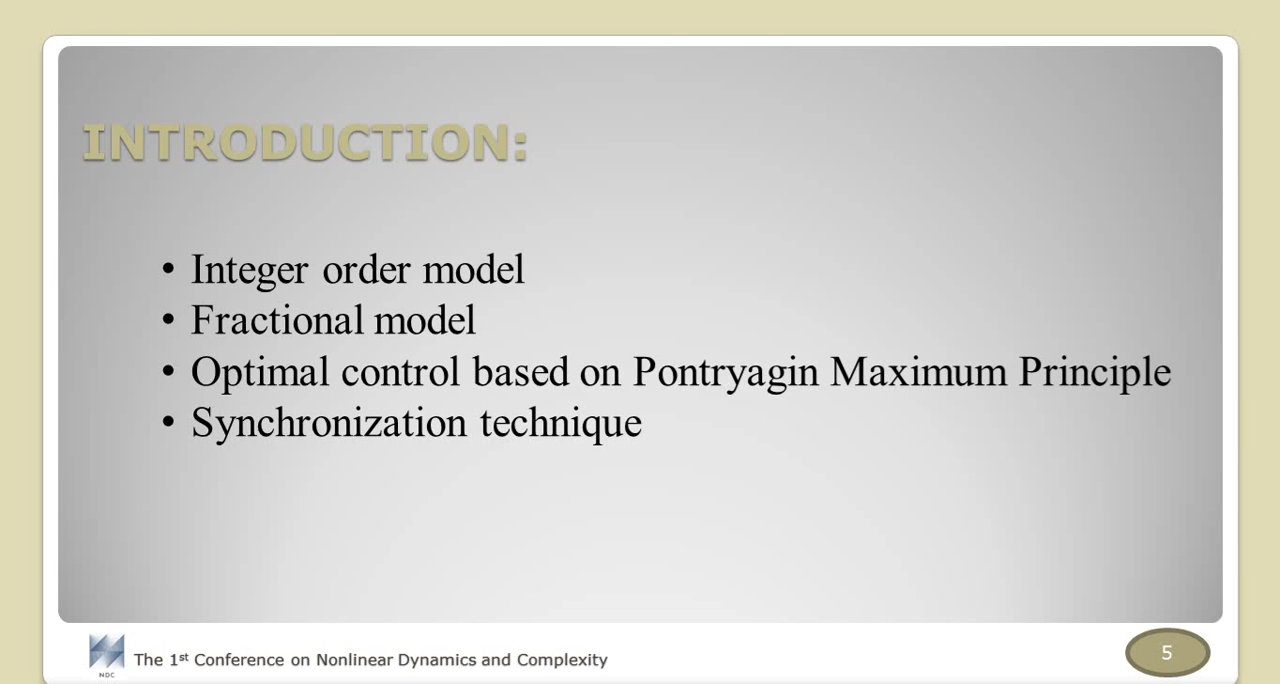 INTRODUCTION:
• Integer order model
• Fractional model
• Optimal control based on Pontryagin Maximum Principle
• Synchronization technique
NDC
The 1st Conference on Nonlinear Dynamics and Complexity
5